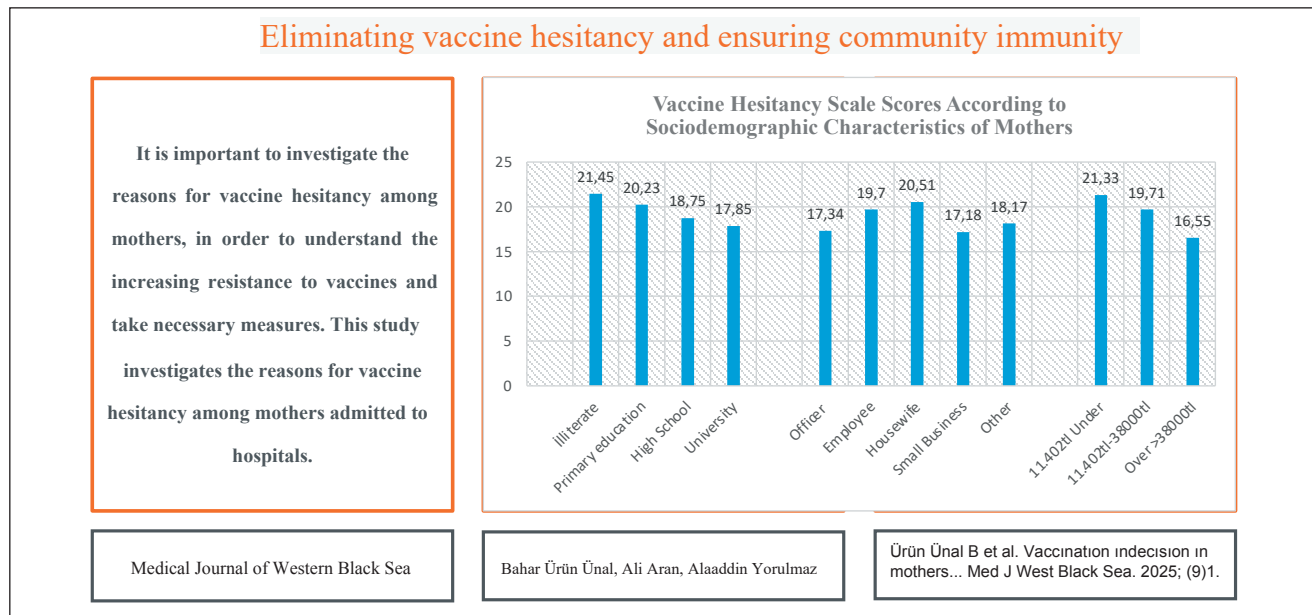 Eliminating vaccine hesitancy and ensuring community immunity
It is important to investigate the
reasons for vaccine hesitancy among
mothers, in order to understand the
increasing resistance to vaccines and
take necessary measures. This study
investigates the reasons for vaccine
hesitancy among mothers admitted to
hospitals.
Vaccine Hesitancy Scale Scores According to
Sociodemographic Characteristics of Mothers
25
20
15
10
5
0
21,45
20,23
18,75
17,85
17,34
19,7
20,51
17,18
18,17
21,33
19,71
16,55
İlliterate
Primary education
High School
University
Officer
Employee
Housewife
Small Business
Other
11.402tl Under
11.402tl-38000tl
Over >38000tl
Medical Journal of Western Black Sea
Bahar Ürün Ünal, Ali Aran, Alaaddin Yorulmaz
Ürün Ünal B et al. Vaccınatıon ındecısıon ın
mothers... Med J West Black Sea. 2025; (9)1.